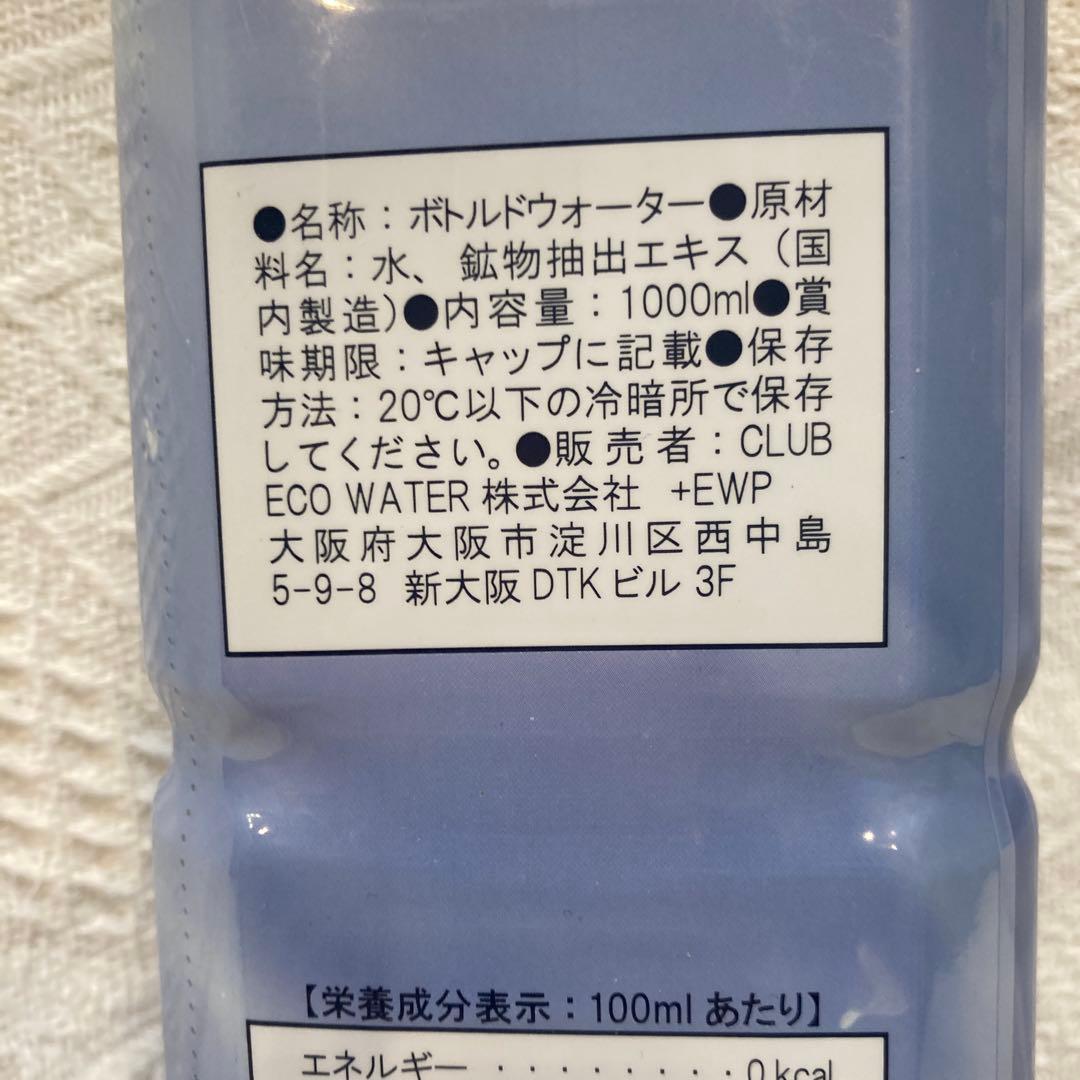 ●名称：ボトルドウォーター●原材
料名：水、鉱物抽出エキス（国
内製造）●内容量：1000ml●賞
味期限：キャップに記載●保存
方法：20℃以下の冷暗所で保存
してください。●販売者：CLUB
ECO WATER 株式会社 +EWP
大阪府大阪市淀川区西中島
5-9-8 新大阪DTKビル 3F
【栄養成分表示：100ml あたり】
エネルギー ・・・・・・・・0kcal